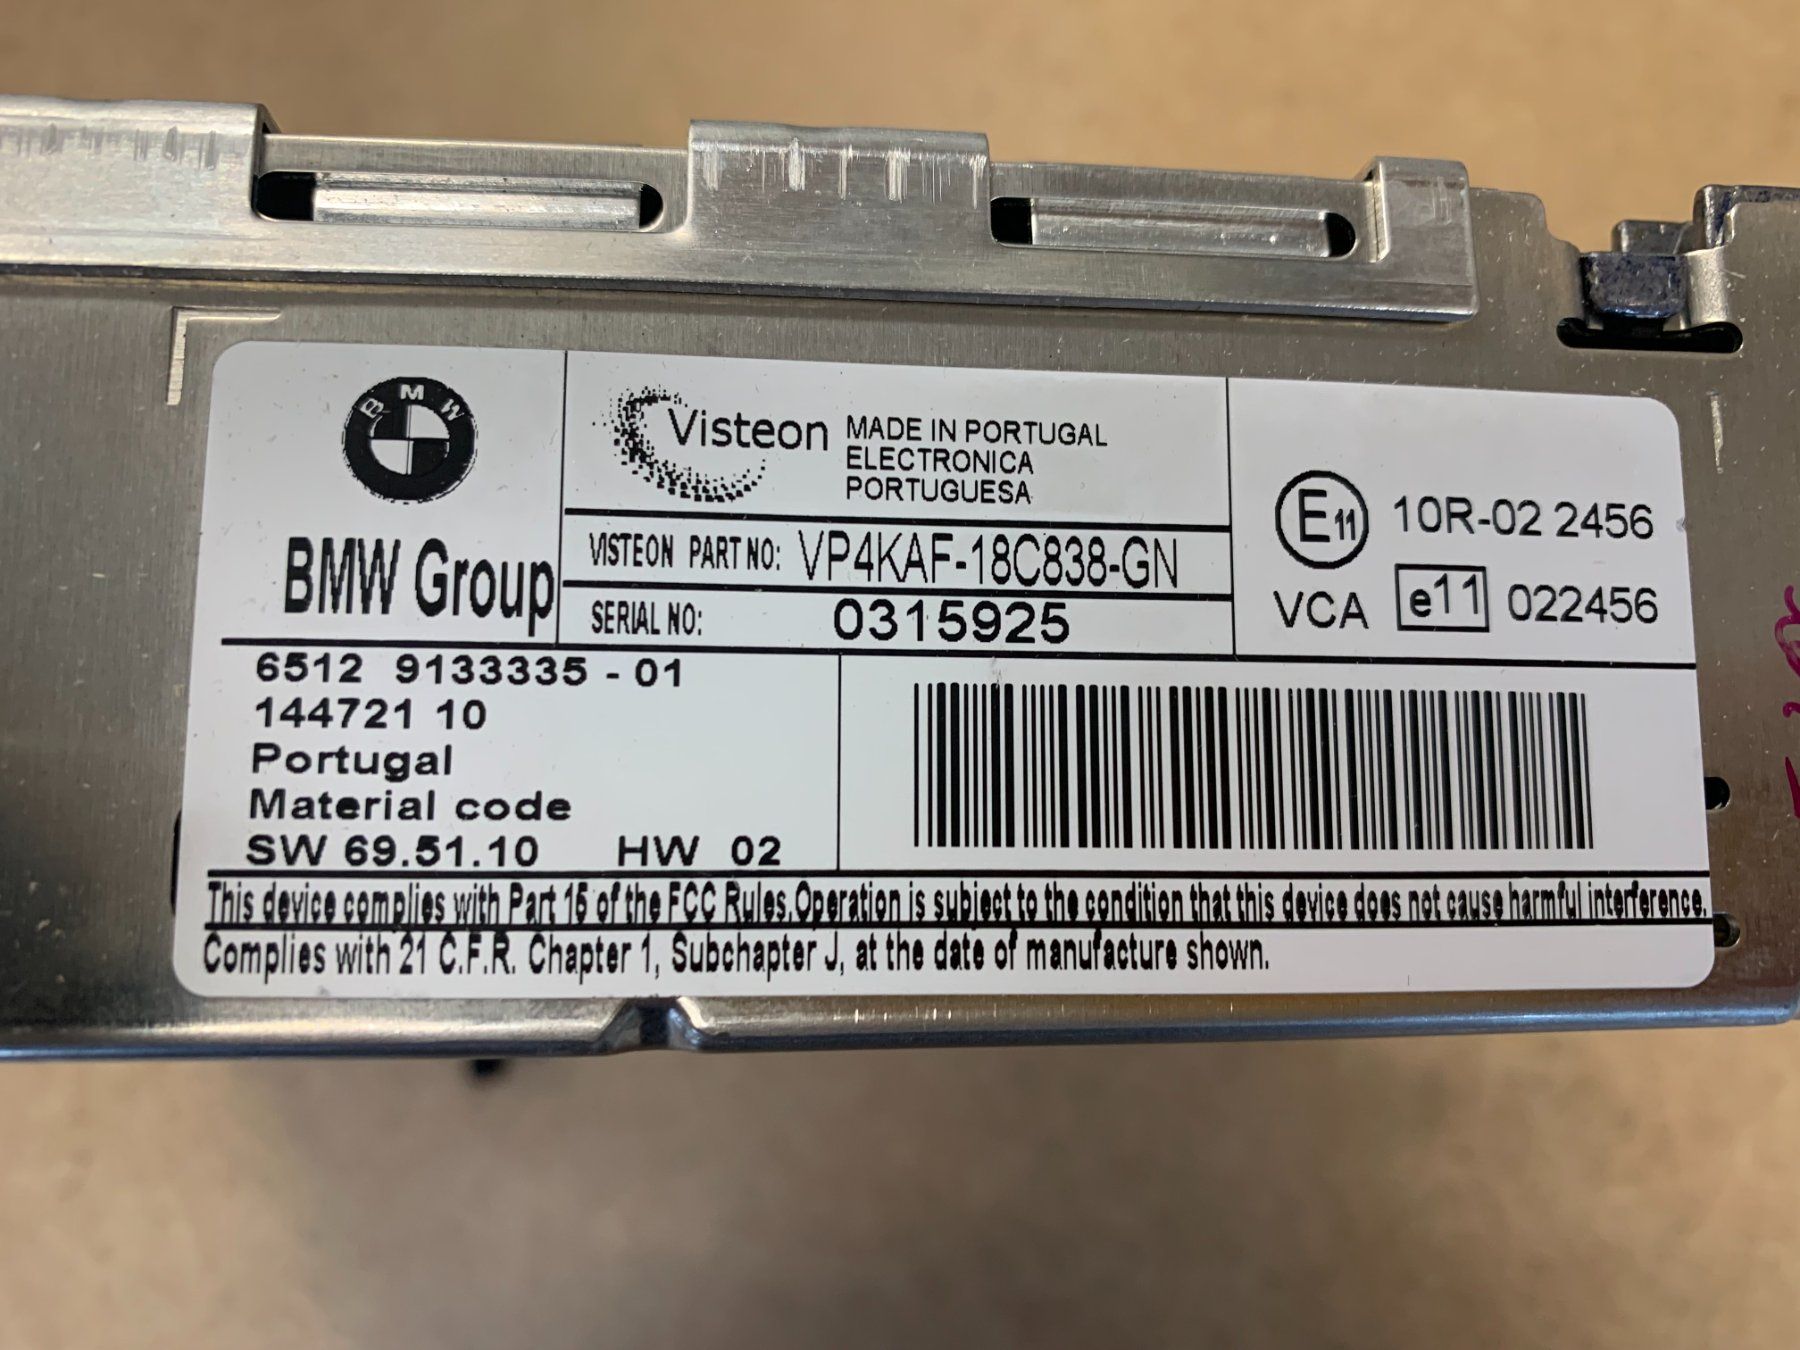 BMW
BMW Group
Visteon
MADE IN PORTUGAL
ELECTRONICA
PORTUGUESA
VISTEON PART NO: VP4KAF-18C838-GN
SERIAL NO: 0315925
E11 10R-02 2456
VCA e11 022456
6512 9133335 - 01
144721 10
Portugal
Material code
SW 69.51.10 HW 02
This device complies with Part 15 of the FCC Rules.Operation is subject to the condition that this device does not cause harmful interference.
Complies with 21 C.F.R. Chapter 1, Subchapter J, at the date of manufacture shown.